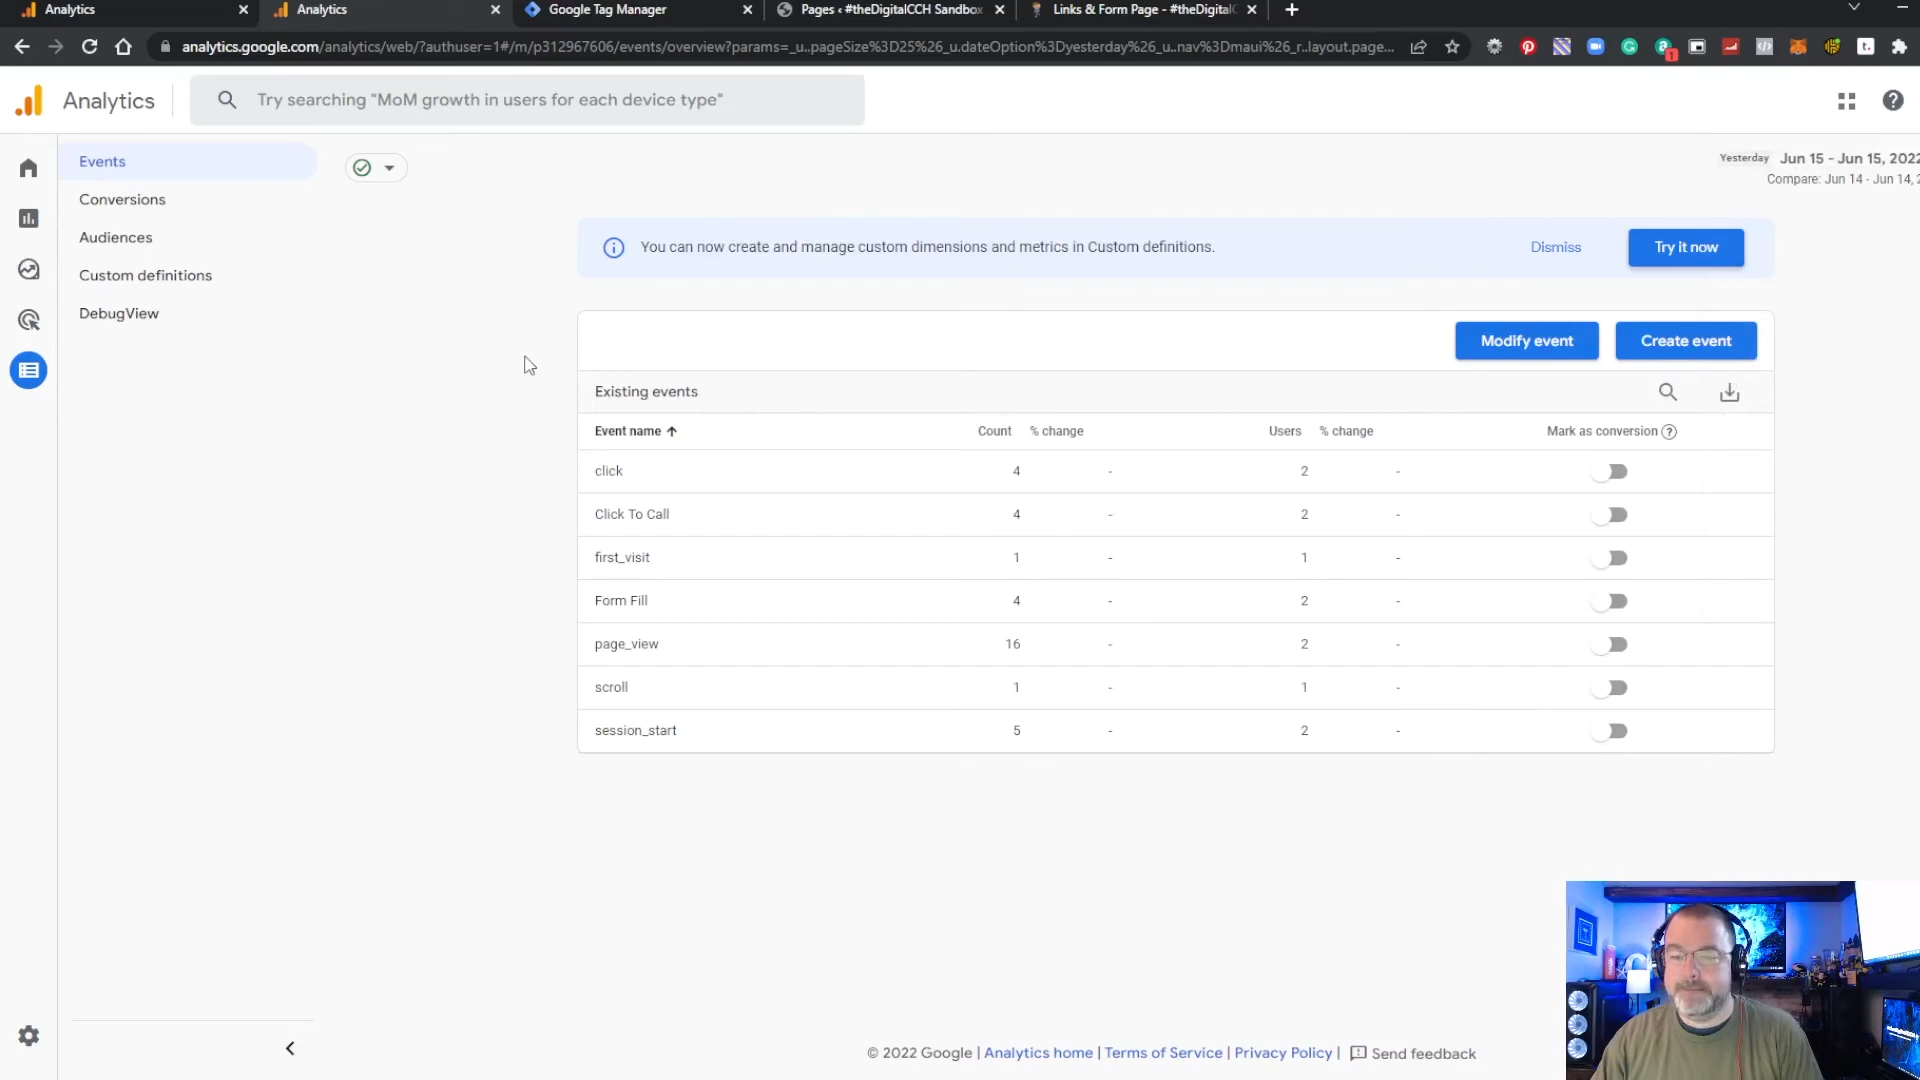 Analytics
Analytics
Google Tag Manager
Pages ‹ #theDigitalCCH Sandbox
Links & Form Page - #theDigital
analytics.google.com/analytics/web/?authuser=1#/m/p312967606/events/overview?params=_u..pageSize%3D25%26_u.dateOption%3Dyesterday%26_u..nav%3Dmaui%26_r..layout.page...
1
t.
Analytics
Try searching "MoM growth in users for each device type"
Events
Conversions
Audiences
Custom definitions
DebugView
Yesterday Jun 15 - Jun 15, 2022
Compare: Jun 14 - Jun 14, 2
You can now create and manage custom dimensions and metrics in Custom definitions.
Dismiss
Try it now
Modify event
Create event
Existing events
Event name Count % change Users % change Mark as conversion
click 4 - 2 -
Click To Call 4 - 2 -
first_visit 1 - 1 -
Form Fill 4 - 2 -
page_view 16 - 2 -
scroll 1 - 1 -
session_start 5 - 2 -
© 2022 Google | Analytics home | Terms of Service | Privacy Policy | Send feedback